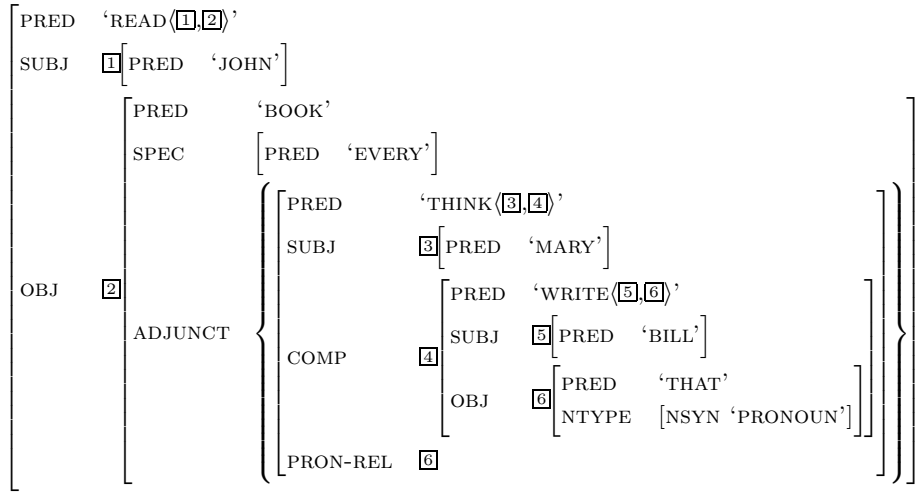 PRED ‘READ⟨1,2⟩’
SUBJ 1[PRED ‘JOHN’]
PRED ‘BOOK’
SPEC [PRED ‘EVERY’]
PRED ‘THINK⟨3,4⟩’
SUBJ 3[PRED ‘MARY’]
PRED ‘WRITE⟨5,6⟩’
OBJ 2
ADJUNCT
SUBJ 5[PRED ‘BILL’]
COMP 4
PRED ‘THAT’
OBJ 6
NTYPE [NSYN ‘PRONOUN’]
PRON-REL 6